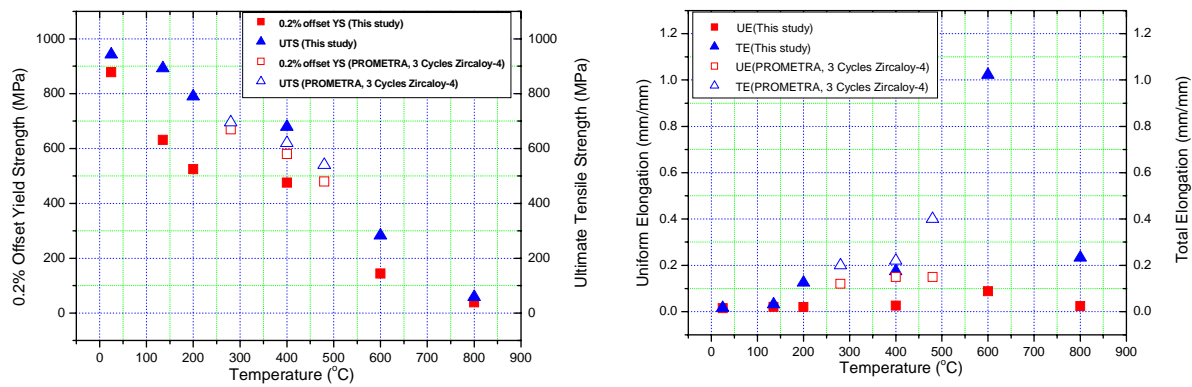 0.2% offset YS (This study)
UTS (This study)
0.2% offset YS (PROMETRA, 3 Cycles Zircaloy-4)
UTS (PROMETRA, 3 Cycles Zircaloy-4)
1000
800
600
400
200
0
0.2% Offset Yield Strength (MPa)
1000
800
600
400
200
0
Ultimate Tensile Strength (MPa)
0 100 200 300 400 500 600 700 800 900
Temperature (°C)
UE(This study)
TE(This study)
UE(PROMETRA, 3 Cycles Zircaloy-4)
TE(PROMETRA, 3 Cycles Zircaloy-4)
1.2
1.0
0.8
0.6
0.4
0.2
0.0
Uniform Elongation (mm/mm)
1.2
1.0
0.8
0.6
0.4
0.2
0.0
Total Elongation (mm/mm)
0 100 200 300 400 500 600 700 800 900
Temperature (°C)